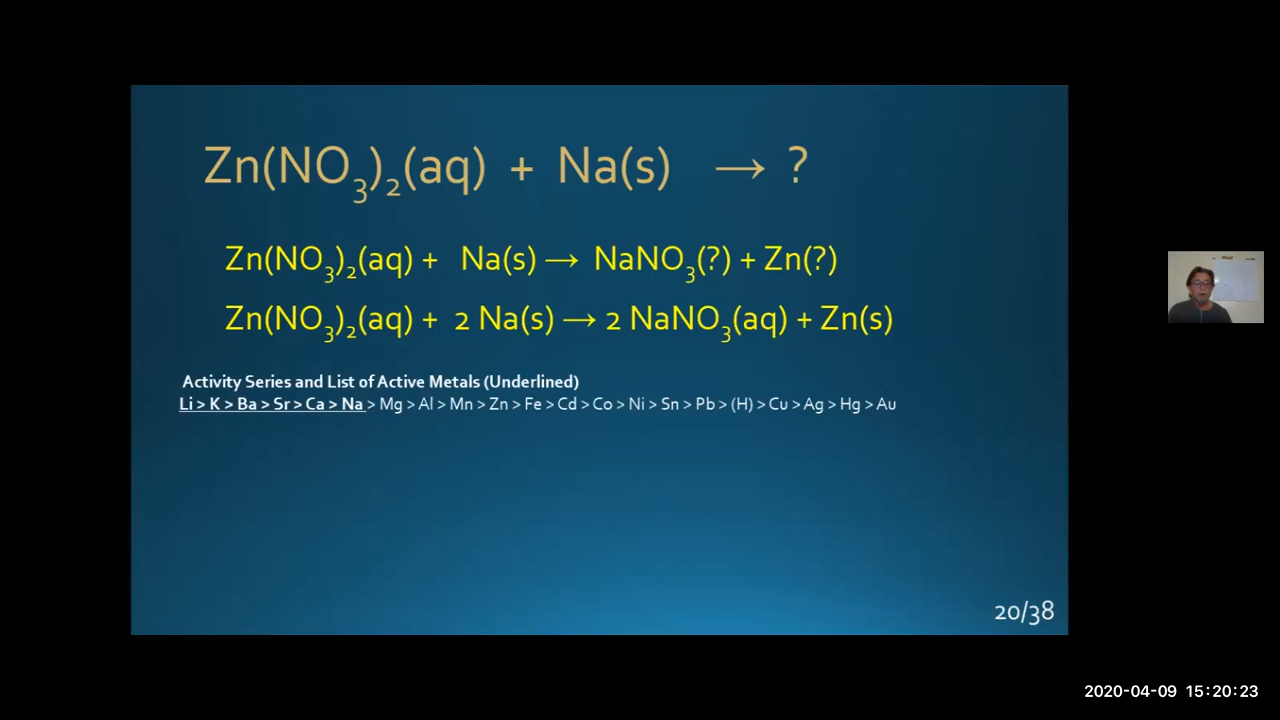 Zn(NO₃)₂(aq) + Na(s) → ?
Zn(NO₃)₂(aq) + Na(s) → NaNO₃(?) + Zn(?)
Zn(NO₃)₂(aq) + 2 Na(s) → 2 NaNO₃(aq) + Zn(s)
Activity Series and List of Active Metals (Underlined)
Li > K > Ba > Sr > Ca > Na > Mg > Al > Mn > Zn > Fe > Cd > Co > Ni > Sn > Pb > (H) > Cu > Ag > Hg > Au
20/38
2020-04-09 15:20:23